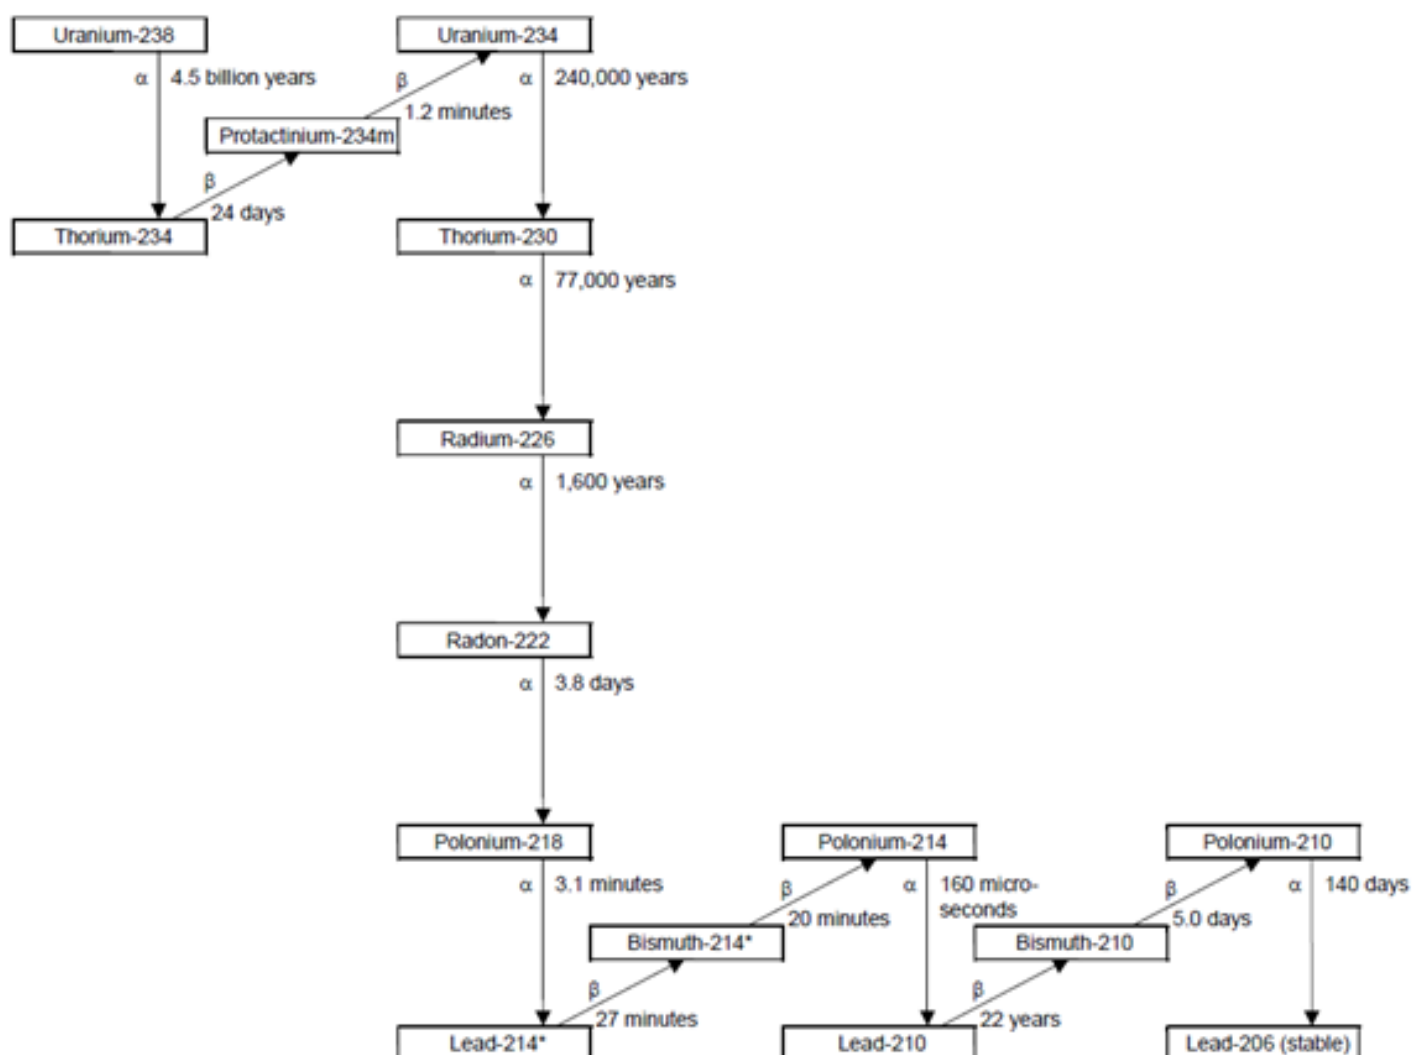 Uranium-238
Uranium-234
α 4.5 billion years
β
α 240,000 years
1.2 minutes
Protactinium-234m
β
24 days
Thorium-234
Thorium-230
α 77,000 years
Radium-226
α 1,600 years
Radon-222
α 3.8 days
Polonium-218
Polonium-214
Polonium-210
α 3.1 minutes
β
α 160 micro-
seconds
β
α 140 days
20 minutes
5.0 days
Bismuth-214*
Bismuth-210
β
27 minutes
β
22 years
Lead-214*
Lead-210
Lead-206 (stable)